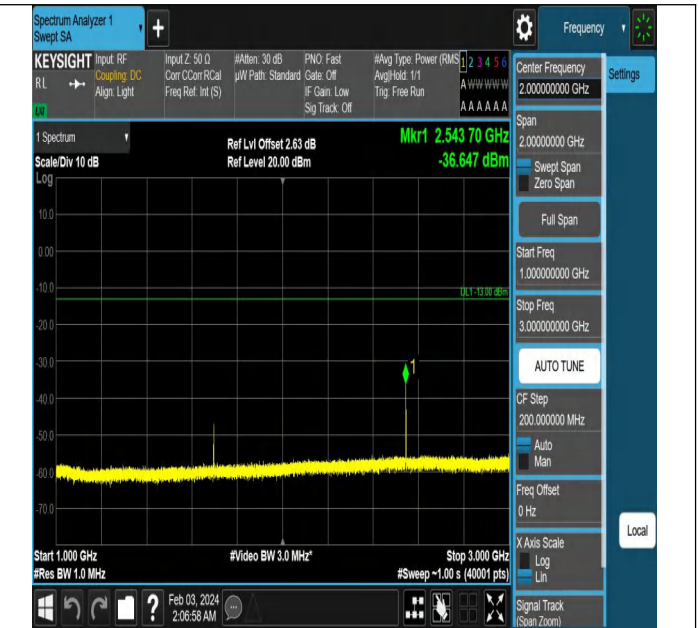 Spectrum Analyzer 1
Swept SA
+
Frequency
KEYSIGHT
Input: RF
Coupling: DC
Align: Light
Input Z: 50 Ω
Corr CCorr RCal
Freq Ref: Int (S)
#Atten: 30 dB
µW Path: Standard
PNO: Fast
Gate: Off
IF Gain: Low
Sig Track: Off
#Avg Type: Power (RMS
Avg|Hold: 1/1
Trig: Free Run
1 2 3 4 5 6
A W W W W W
A A A A A A
RL
LXI
1 Spectrum
Scale/Div 10 dB
Log
Ref Lvl Offset 2.63 dB
Ref Level 20.00 dBm
Mkr1 2.543 70 GHz
-36.647 dBm
10.0
0.00
-10.0
DL1 -13.00 dBm
-20.0
-30.0
1
-40.0
-50.0
-60.0
-70.0
Start 1.000 GHz
#Res BW 1.0 MHz
#Video BW 3.0 MHz*
Stop 3.000 GHz
#Sweep ~1.00 s (40001 pts)
?
Feb 03, 2024
2:06:58 AM
Center Frequency
2.000000000 GHz
Settings
Span
2.00000000 GHz
Swept Span
Zero Span
Full Span
Start Freq
1.000000000 GHz
Stop Freq
3.000000000 GHz
AUTO TUNE
CF Step
200.000000 MHz
Auto
Man
Freq Offset
0 Hz
X Axis Scale
Log
Lin
Local
Signal Track
(Span Zoom)